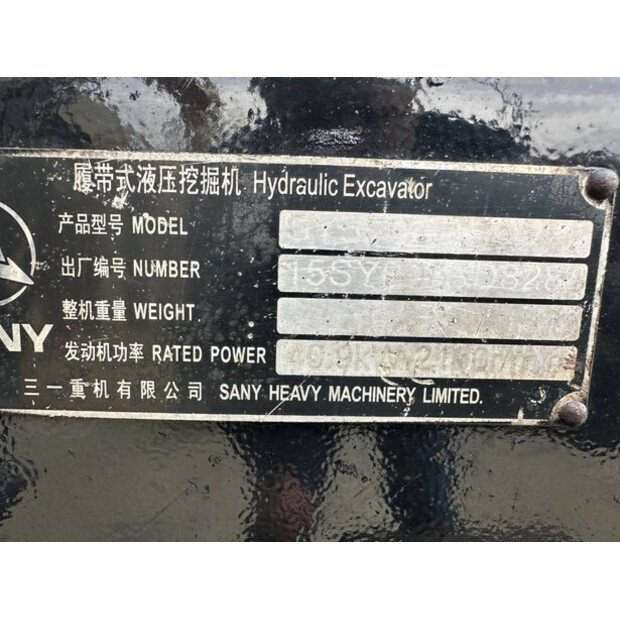 履带式液压挖掘机 Hydraulic Excavator
产品型号 MODEL
出厂编号 NUMBER
整机重量 WEIGHT
NY
发动机功率 RATED POWER
三一重机有限公司 SANY HEAVY MACHINERY LIMITED.